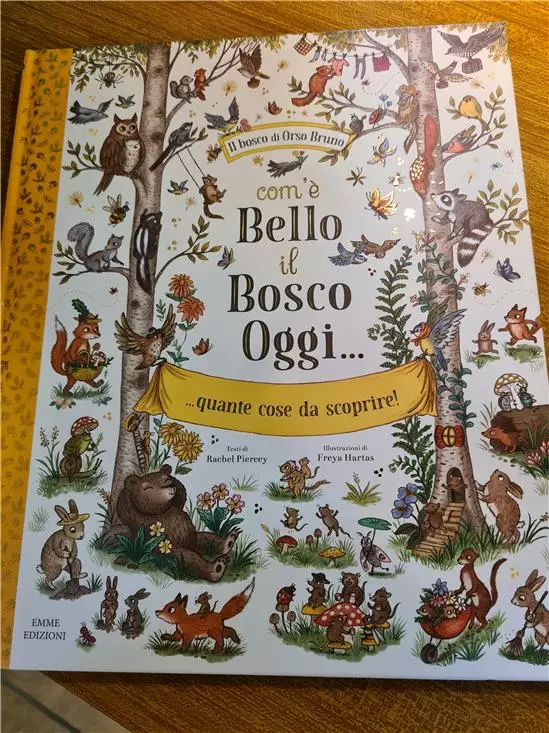 Il bosco di Orso Bruno
com'è
Bello
il
Bosco
Oggi...
...quante cose da scoprire!
Testi di
Rachel Piercey
Illustrazioni di
Freya Hartas
EMME
EDIZIONI